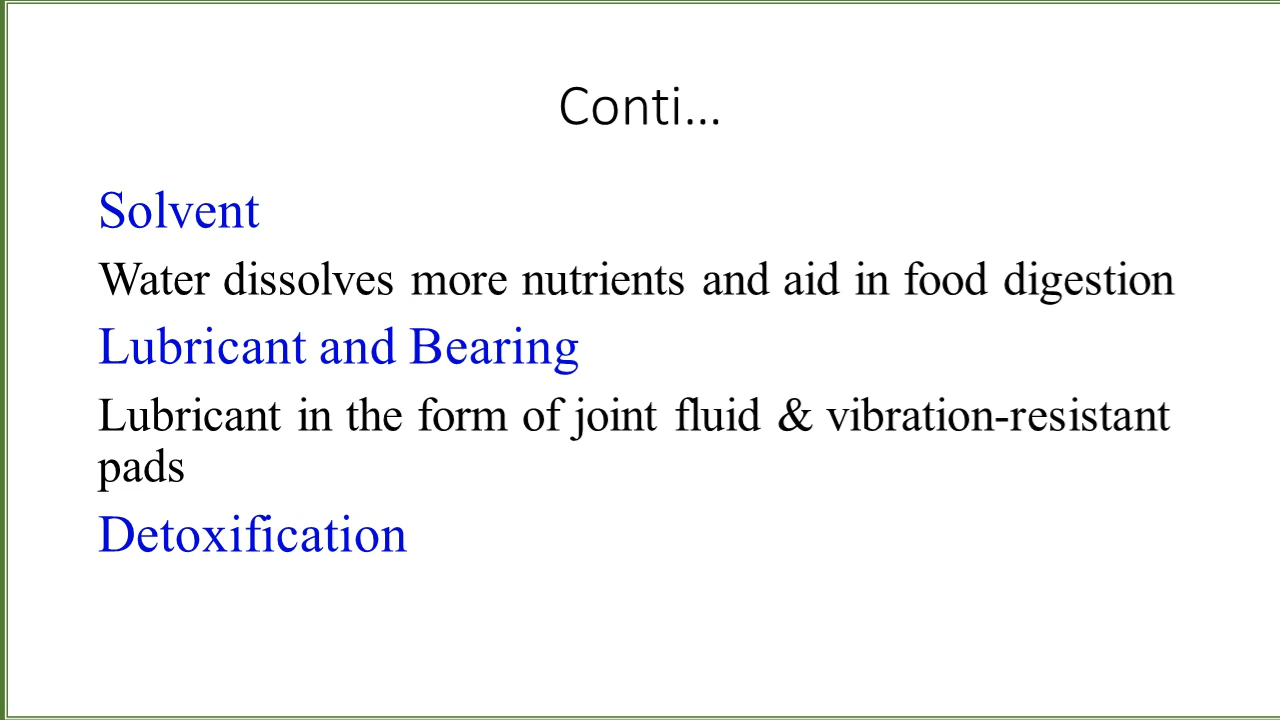 Conti…
Solvent
Water dissolves more nutrients and aid in food digestion
Lubricant and Bearing
Lubricant in the form of joint fluid & vibration-resistant
pads
Detoxification